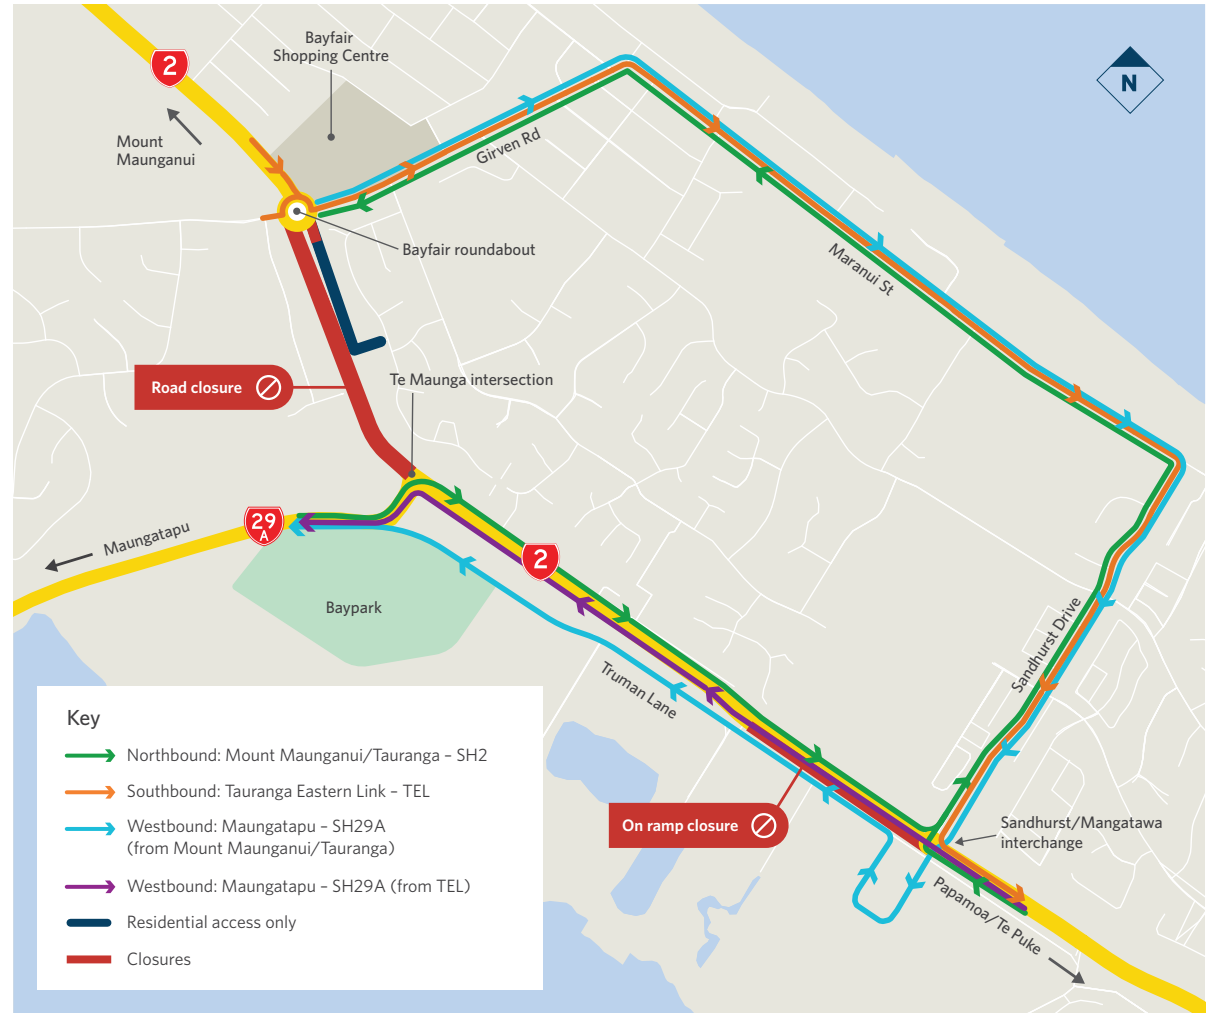 Bayfair
Shopping Centre
2
N
Mount
Maunganui
Girven Rd
Bayfair roundabout
Maranui St
Road closure
Te Maunga intersection
29
A
Maungatapu
2
Baypark
Sandhurst Drive
Truman Lane
On ramp closure
Sandhurst/Mangatawa
interchange
Papamoa/Te Puke
Key
Northbound: Mount Maunganui/Tauranga – SH2
Southbound: Tauranga Eastern Link – TEL
Westbound: Maungatapu – SH29A
(from Mount Maunganui/Tauranga)
Westbound: Maungatapu – SH29A (from TEL)
Residential access only
Closures